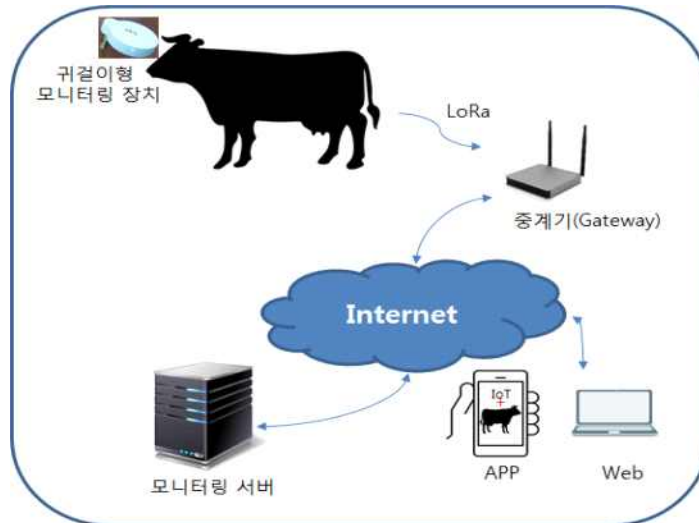 귀걸이형
모니터링 장치
LoRa
중계기(Gateway)
Internet
IoT
모니터링 서버
APP
Web